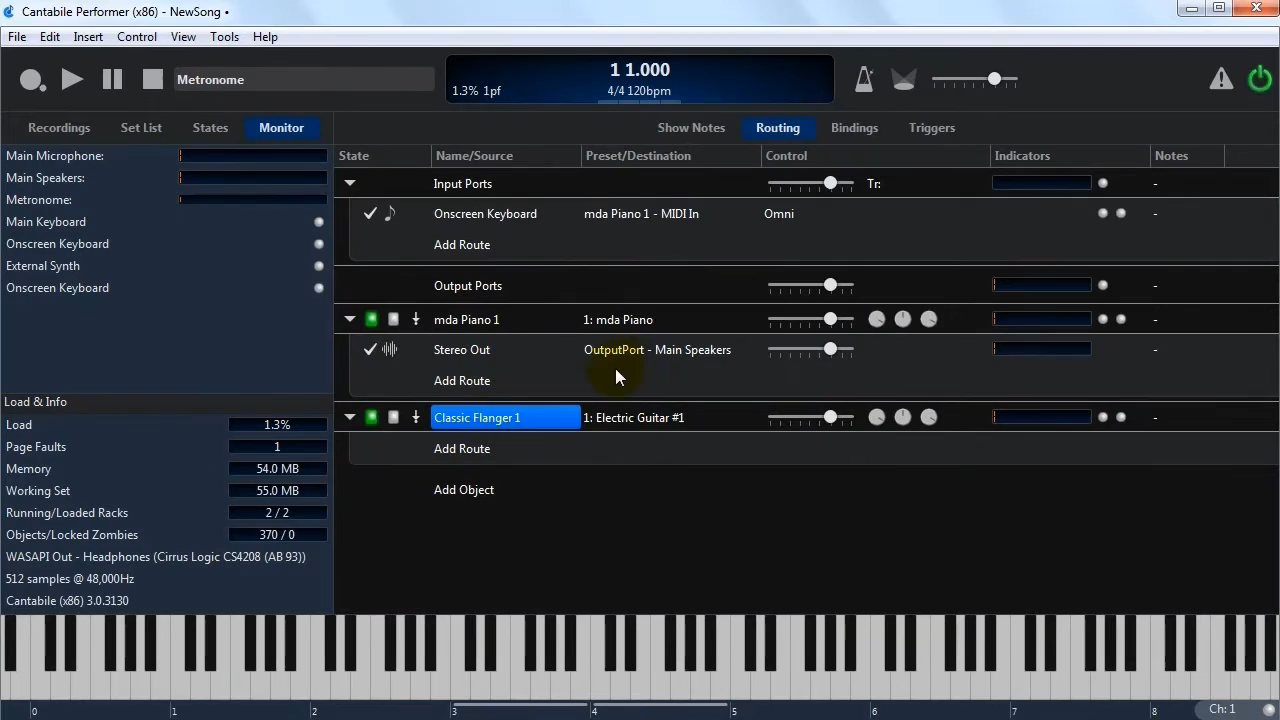 Cantabile Performer (x86) - NewSong •
File Edit Insert Control View Tools Help
Metronome
1 1.000
1.3% 1pf 4/4 120bpm
Recordings Set List States Monitor Show Notes Routing Bindings Triggers
State Name/Source Preset/Destination Control Indicators Notes
Main Microphone:
Main Speakers:
Metronome:
Main Keyboard
Onscreen Keyboard
External Synth
Onscreen Keyboard
Input Ports Tr: -
Onscreen Keyboard mda Piano 1 - MIDI In Omni -
Add Route
Output Ports -
mda Piano 1 1: mda Piano -
Stereo Out OutputPort - Main Speakers -
Add Route
Classic Flanger 1 1: Electric Guitar #1 -
Add Route
Add Object
Load & Info
Load 1.3%
Page Faults 1
Memory 54.0 MB
Working Set 55.0 MB
Running/Loaded Racks 2 / 2
Objects/Locked Zombies 370 / 0
WASAPI Out - Headphones (Cirrus Logic CS4208 (AB 93))
512 samples @ 48,000Hz
Cantabile (x86) 3.0.3130
0 1 2 3 4 5 6 7 8 Ch: 1